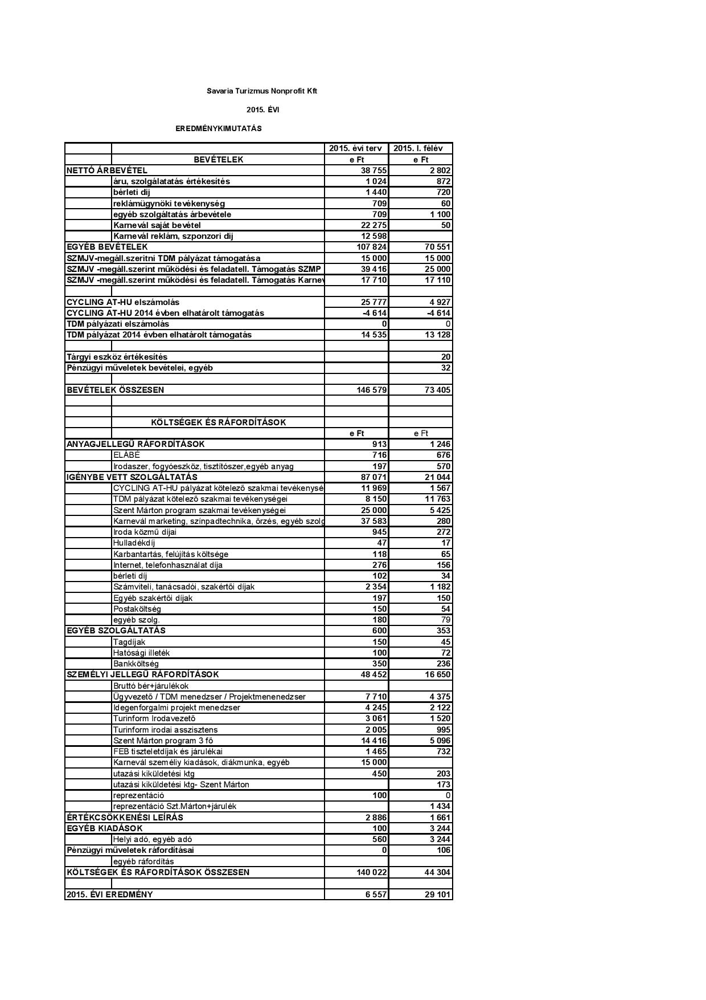 Savaria Turizmus Nonprofit Kft
2015. ÉVI
EREDMÉNYKIMUTATÁS
2015. évi terv 2015. I. félév
BEVÉTELEK e Ft e Ft
NETTÓ ÁRBEVÉTEL 38 755 2 802
áru, szolgálatatás értékesítés 1 024 872
bérleti dij 1 440 720
reklámügynöki tevékenység 709 60
egyéb szolgáltatás árbevétele 709 1 100
Karnevál saját bevétel 22 275 50
Karnevál reklám, szponzori dij 12 598
EGYÉB BEVÉTELEK 107 824 70 551
SZMJV-megáll.szeritni TDM pályázat támogatása 15 000 15 000
SZMJV -megáll.szerint működési és feladatell. Támogatás SZMP 39 416 25 000
SZMJV -megáll.szerint működési és feladatell. Támogatás Karnev 17 710 17 110
CYCLING AT-HU elszámolás 25 777 4 927
CYCLING AT-HU 2014 évben elhatárolt támogatás -4 614 -4 614
TDM pályázati elszámolás 0 0
TDM pályázat 2014 évben elhatárolt támogatás 14 535 13 128
Tárgyi eszköz értékesítés 20
Pénzügyi műveletek bevételei, egyéb 32
BEVÉTELEK ÖSSZESEN 146 579 73 405
KÖLTSÉGEK ÉS RÁFORDÍTÁSOK
e Ft e Ft
ANYAGJELLEGŰ RÁFORDÍTÁSOK 913 1 246
ELÁBÉ 716 676
Irodaszer, fogyóeszköz, tisztítószer,egyéb anyag 197 570
IGÉNYBE VETT SZOLGÁLTATÁS 87 071 21 044
CYCLING AT-HU pályázat kötelező szakmai tevékenysé 11 969 1 567
TDM pályázat kötelező szakmai tevékenységei 8 150 11 763
Szent Márton program szakmai tevékenységei 25 000 5 425
Karnevál marketing, színpadtechnika, őrzés, egyéb szolg 37 583 280
Iroda közmű díjai 945 272
Hulladékdíj 47 17
Karbantartás, felújítás költsége 118 65
Internet, telefonhasználat díja 276 156
bérleti díj 102 34
Számviteli, tanácsadói, szakértői díjak 2 354 1 182
Egyéb szakértői díjak 197 150
Postaköltség 150 54
egyéb szolg. 180 79
EGYÉB SZOLGÁLTATÁS 600 353
Tagdíjak 150 45
Hatósági illeték 100 72
Bankköltség 350 236
SZEMÉLYI JELLEGŰ RÁFORDÍTÁSOK 48 452 16 650
Bruttó bér+járulékok
Ügyvezető / TDM menedzser / Projektmenenedzser 7 710 4 375
Idegenforgalmi projekt menedzser 4 245 2 122
Turinform Irodavezető 3 061 1 520
Turinform irodai asszisztens 2 005 995
Szent Márton program 3 fő 14 416 5 096
FEB tiszteletdíjak és járulékai 1 465 732
Karnevál személiy kiadások, diákmunka, egyéb 15 000
utazási kiküldetési ktg 450 203
utazási kiküldetési ktg- Szent Márton 173
reprezentáció 100 0
reprezentáció Szt.Márton+járulék 1 434
ÉRTÉKCSÖKKENÉSI LEÍRÁS 2 886 1 661
EGYÉB KIADÁSOK 100 3 244
Helyi adó, egyéb adó 560 3 244
Pénzügyi műveletek ráfordításai 0 106
egyéb ráfordítás
KÖLTSÉGEK ÉS RÁFORDÍTÁSOK ÖSSZESEN 140 022 44 304
2015. ÉVI EREDMÉNY 6 557 29 101